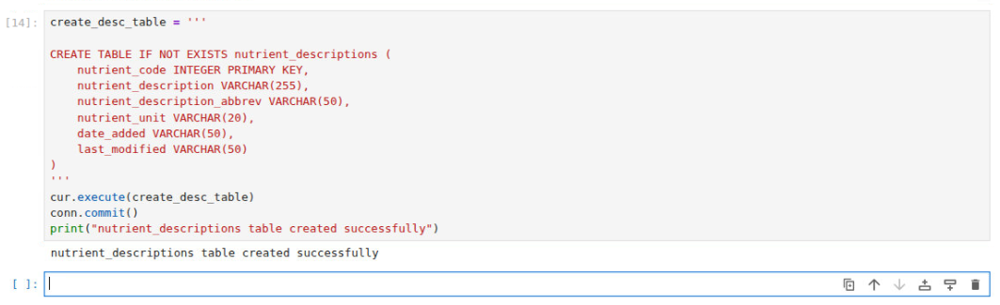 [14]: create_desc_table = '''
CREATE TABLE IF NOT EXISTS nutrient_descriptions (
nutrient_code INTEGER PRIMARY KEY,
nutrient_description VARCHAR(255),
nutrient_description_abbrev VARCHAR(50),
nutrient_unit VARCHAR(20),
date_added VARCHAR(50),
last_modified VARCHAR(50)
)
'''
cur.execute(create_desc_table)
conn.commit()
print("nutrient_descriptions table created successfully")
nutrient_descriptions table created successfully
[ ]: